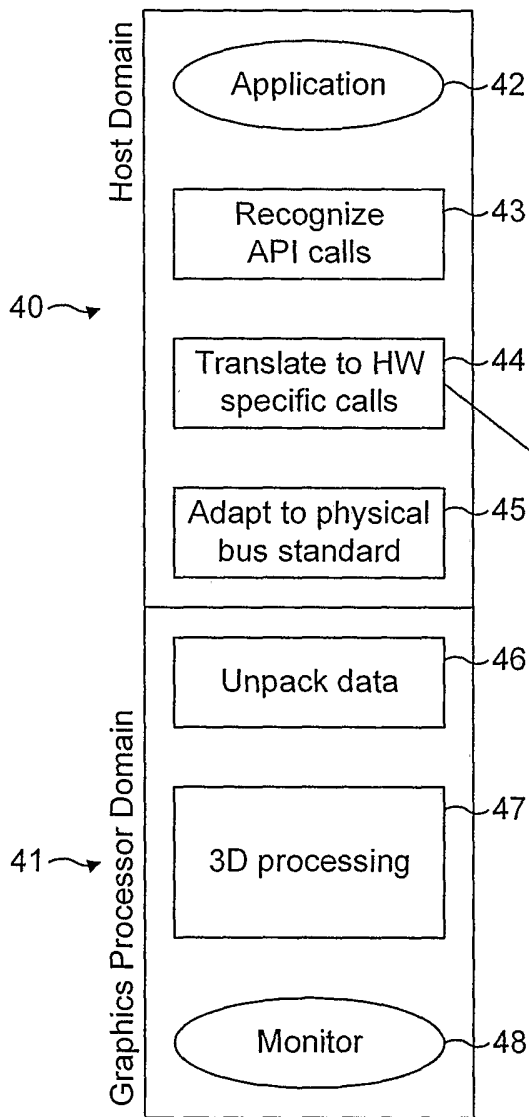 Host Domain
Application
42
Recognize
API calls
43
40
Translate to HW
specific calls
44
Adapt to physical
bus standard
45
Graphics Processor Domain
Unpack data
46
41
3D processing
47
Monitor
48